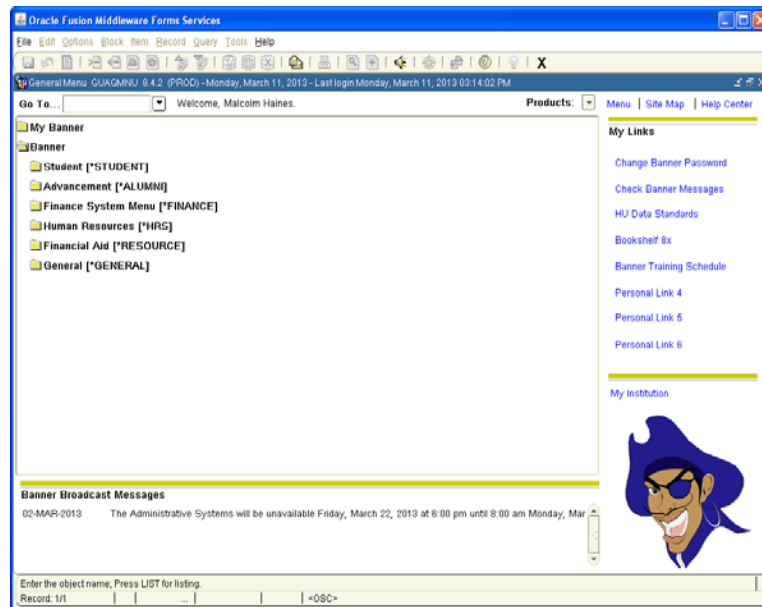 Oracle Fusion Middleware Forms Services
File Edit Options Block Item Record Query Tools Help
General Menu GUAGMNU 8.4.2 (PROD) - Monday, March 11, 2013 - Last login Monday, March 11, 2013 03:14:02 PM
Go To... Welcome, Malcolm Haines. Products: Menu | Site Map | Help Center
My Banner
Banner
Student [*STUDENT]
Advancement [*ALUMNI]
Finance System Menu [*FINANCE]
Human Resources [*HRS]
Financial Aid [*RESOURCE]
General [*GENERAL]
My Links
Change Banner Password
Check Banner Messages
HU Data Standards
Bookshelf 8x
Banner Training Schedule
Personal Link 4
Personal Link 5
Personal Link 6
My Institution
Banner Broadcast Messages
02-MAR-2013 The Administrative Systems will be unavailable Friday, March 22, 2013 at 6:00 pm until 8:00 am Monday, Mar
Enter the object name; Press LIST for listing.
Record: 1/1 ... <OSC>